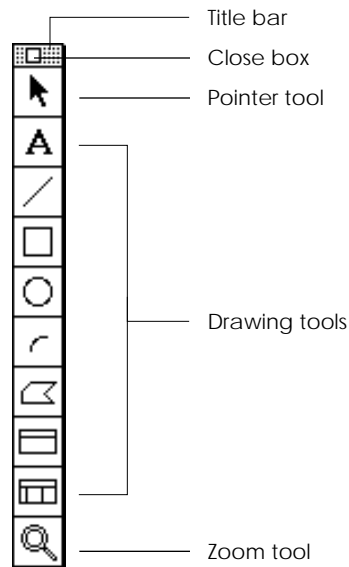 Title bar
Close box
Pointer tool
A
Drawing tools
Zoom tool